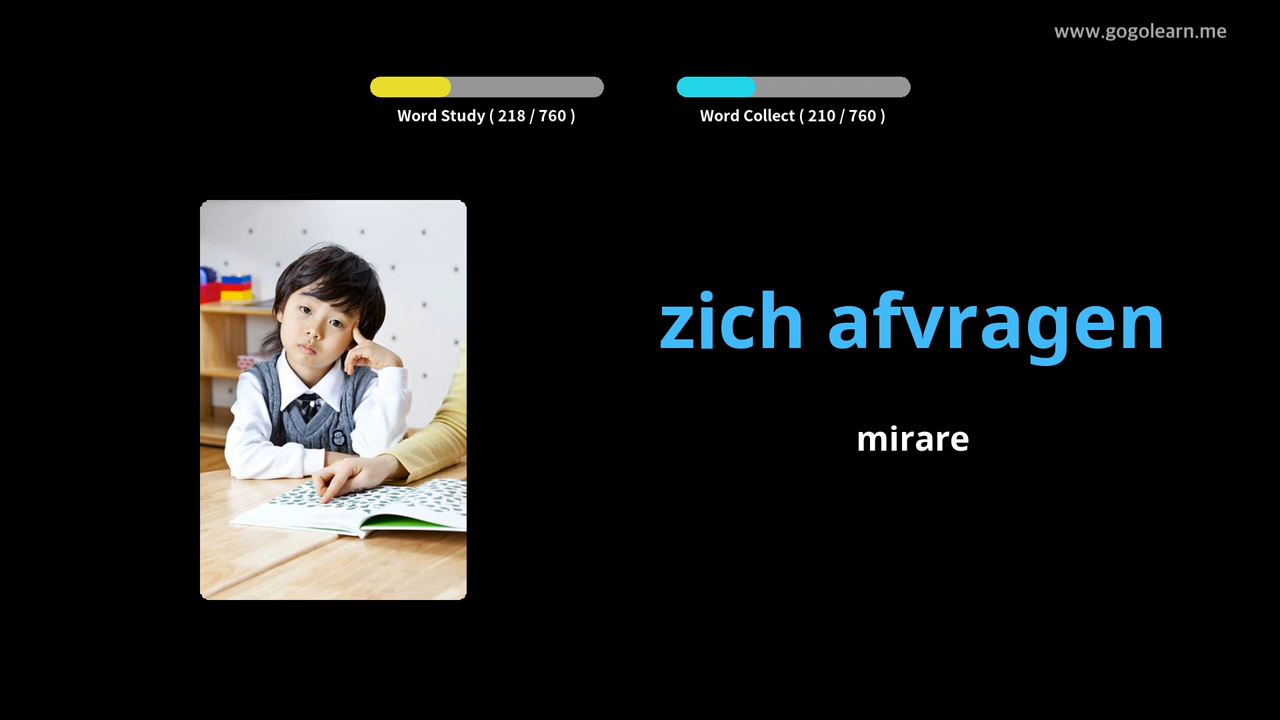 www.gogolearn.me
Word Study ( 218 / 760 )
Word Collect ( 210 / 760 )
zich afvragen
mirare